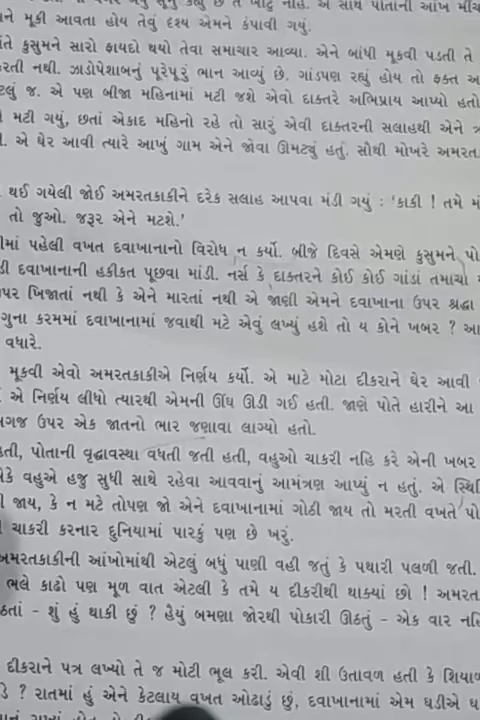 ને મૂકી આવતા હોય તેવું દૃશ્ય એમને કંપાવી ગયું.
તે કુસુમને સારો ફાયદો થયો તેવા સમાચાર આવ્યા. એને બાંધી મૂકવી પડતી તે
રતી નથી. ઝાડોપેશાબનું પૂરેપૂરું ભાન આવ્યું છે. ગાંડપણ રહ્યું હોય તો ફક્ત અ
ટલું જ. એ પણ બીજા મહિનામાં મટી જશે એવો દાક્તરે અભિપ્રાય આપ્યો હતો
મટી ગયું, છતાં એકાદ મહિનો રહે તો સારું એવી દાક્તરની સલાહથી એને ત્ર
. એ ઘેર આવી ત્યારે આખું ગામ એને જોવા ઊમટ્યું હતું. સૌથી મોખરે અમરત
થઈ ગયેલી જોઈ અમરતકાકીને દરેક સલાહ આપવા મંડી ગયું : 'કાકી ! તમે મં
તો જુઓ. જરૂર એને મટશે.'
ીમાં પહેલી વખત દવાખાનાનો વિરોધ ન કર્યો. બીજે દિવસે એમણે કુસુમને પો
ડી દવાખાનાની હકીકત પૂછવા માંડી. નર્સ કે દાક્તરને કોઈ કોઈ ગાંડાં તમાચો
પર ખિજાતાં નથી કે એને મારતાં નથી એ જાણી એમને દવાખાના ઉપર શ્રદ્ધા
ગુના કરમમાં દવાખાનામાં જવાથી મટે એવું લખ્યું હશે તો ય કોને ખબર ? આ
વધારે.
મૂકવી એવો અમરતકાકીએ નિર્ણય કર્યો. એ માટે મોટા દીકરાને ઘેર આવી
એ નિર્ણય લીધો ત્યારથી એમની ઊંઘ ઊડી ગઈ હતી. જાણે પોતે હારીને આ
ગજ ઉપર એક જાતનો ભાર જણાવા લાગ્યો હતો.
હતી, પોતાની વૃદ્ધાવસ્થા વધતી જતી હતી, વહુઓ ચાકરી નહિ કરે એની ખબર
કે વહુએ હજુ સુધી સાથે રહેવા આવવાનું આમંત્રણ આપ્યું ન હતું. એ સ્થિ
ી જાય, કે ન મટે તોપણ જો એને દવાખાનામાં ગોઠી જાય તો મરતી વખતે પો
ચાકરી કરનાર દુનિયામાં પારકું પણ છે ખરું.
અમરતકાકીની આંખોમાંથી એટલું બધું પાણી વહી જતું કે પથારી પલળી જતી.
ભલે કાઢો પણ મૂળ વાત એટલી કે તમે ય દીકરીથી થાક્યાં છો ! અમરત
ઠતાં - શું હું થાકી છું ? હૈયું બમણા જોરથી પોકારી ઊઠતું - એક વાર નહિ
દીકરાને પત્ર લખ્યો તે જ મોટી ભૂલ કરી. એવી શી ઉતાવળ હતી કે શિયાળ
ડે ? રાતમાં હું એને કેટલાય વખત ઓઢાડું છું, દવાખાનામાં એમ ઘડીએ ઘ